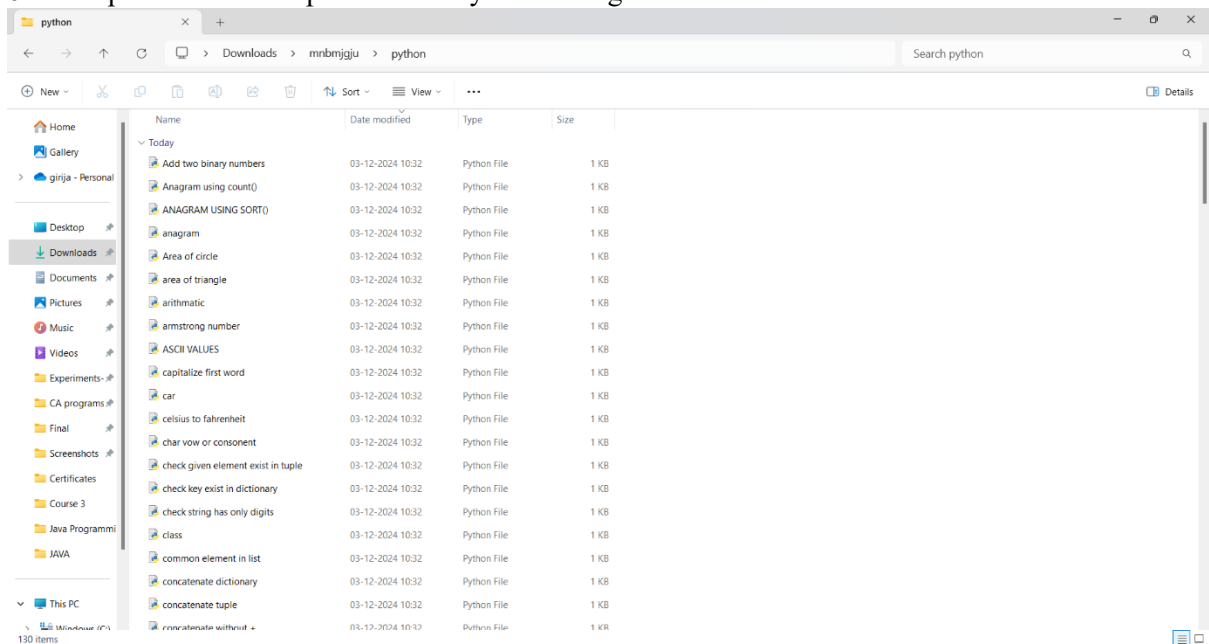 python
Downloads > mnbmjgju > python
Search python
New
Sort
View
Details
Home
Gallery
girija - Personal
Desktop
Downloads
Documents
Pictures
Music
Videos
Experiments-
CA programs
Final
Screenshots
Certificates
Course 3
Java Programmi
JAVA
This PC
Windows (C:)
130 items
Name Date modified Type Size
Today
Add two binary numbers 03-12-2024 10:32 Python File 1 KB
Anagram using count() 03-12-2024 10:32 Python File 1 KB
ANAGRAM USING SORT() 03-12-2024 10:32 Python File 1 KB
anagram 03-12-2024 10:32 Python File 1 KB
Area of circle 03-12-2024 10:32 Python File 1 KB
area of triangle 03-12-2024 10:32 Python File 1 KB
arithmatic 03-12-2024 10:32 Python File 1 KB
armstrong number 03-12-2024 10:32 Python File 1 KB
ASCII VALUES 03-12-2024 10:32 Python File 1 KB
capitalize first word 03-12-2024 10:32 Python File 1 KB
car 03-12-2024 10:32 Python File 1 KB
celsius to fahrenheit 03-12-2024 10:32 Python File 1 KB
char vow or consonent 03-12-2024 10:32 Python File 1 KB
check given element exist in tuple 03-12-2024 10:32 Python File 1 KB
check key exist in dictionary 03-12-2024 10:32 Python File 1 KB
check string has only digits 03-12-2024 10:32 Python File 1 KB
class 03-12-2024 10:32 Python File 1 KB
common element in list 03-12-2024 10:32 Python File 1 KB
concatenate dictionary 03-12-2024 10:32 Python File 1 KB
concatenate tuple 03-12-2024 10:32 Python File 1 KB
concatenate without + 03-12-2024 10:32 Python File 1 KB